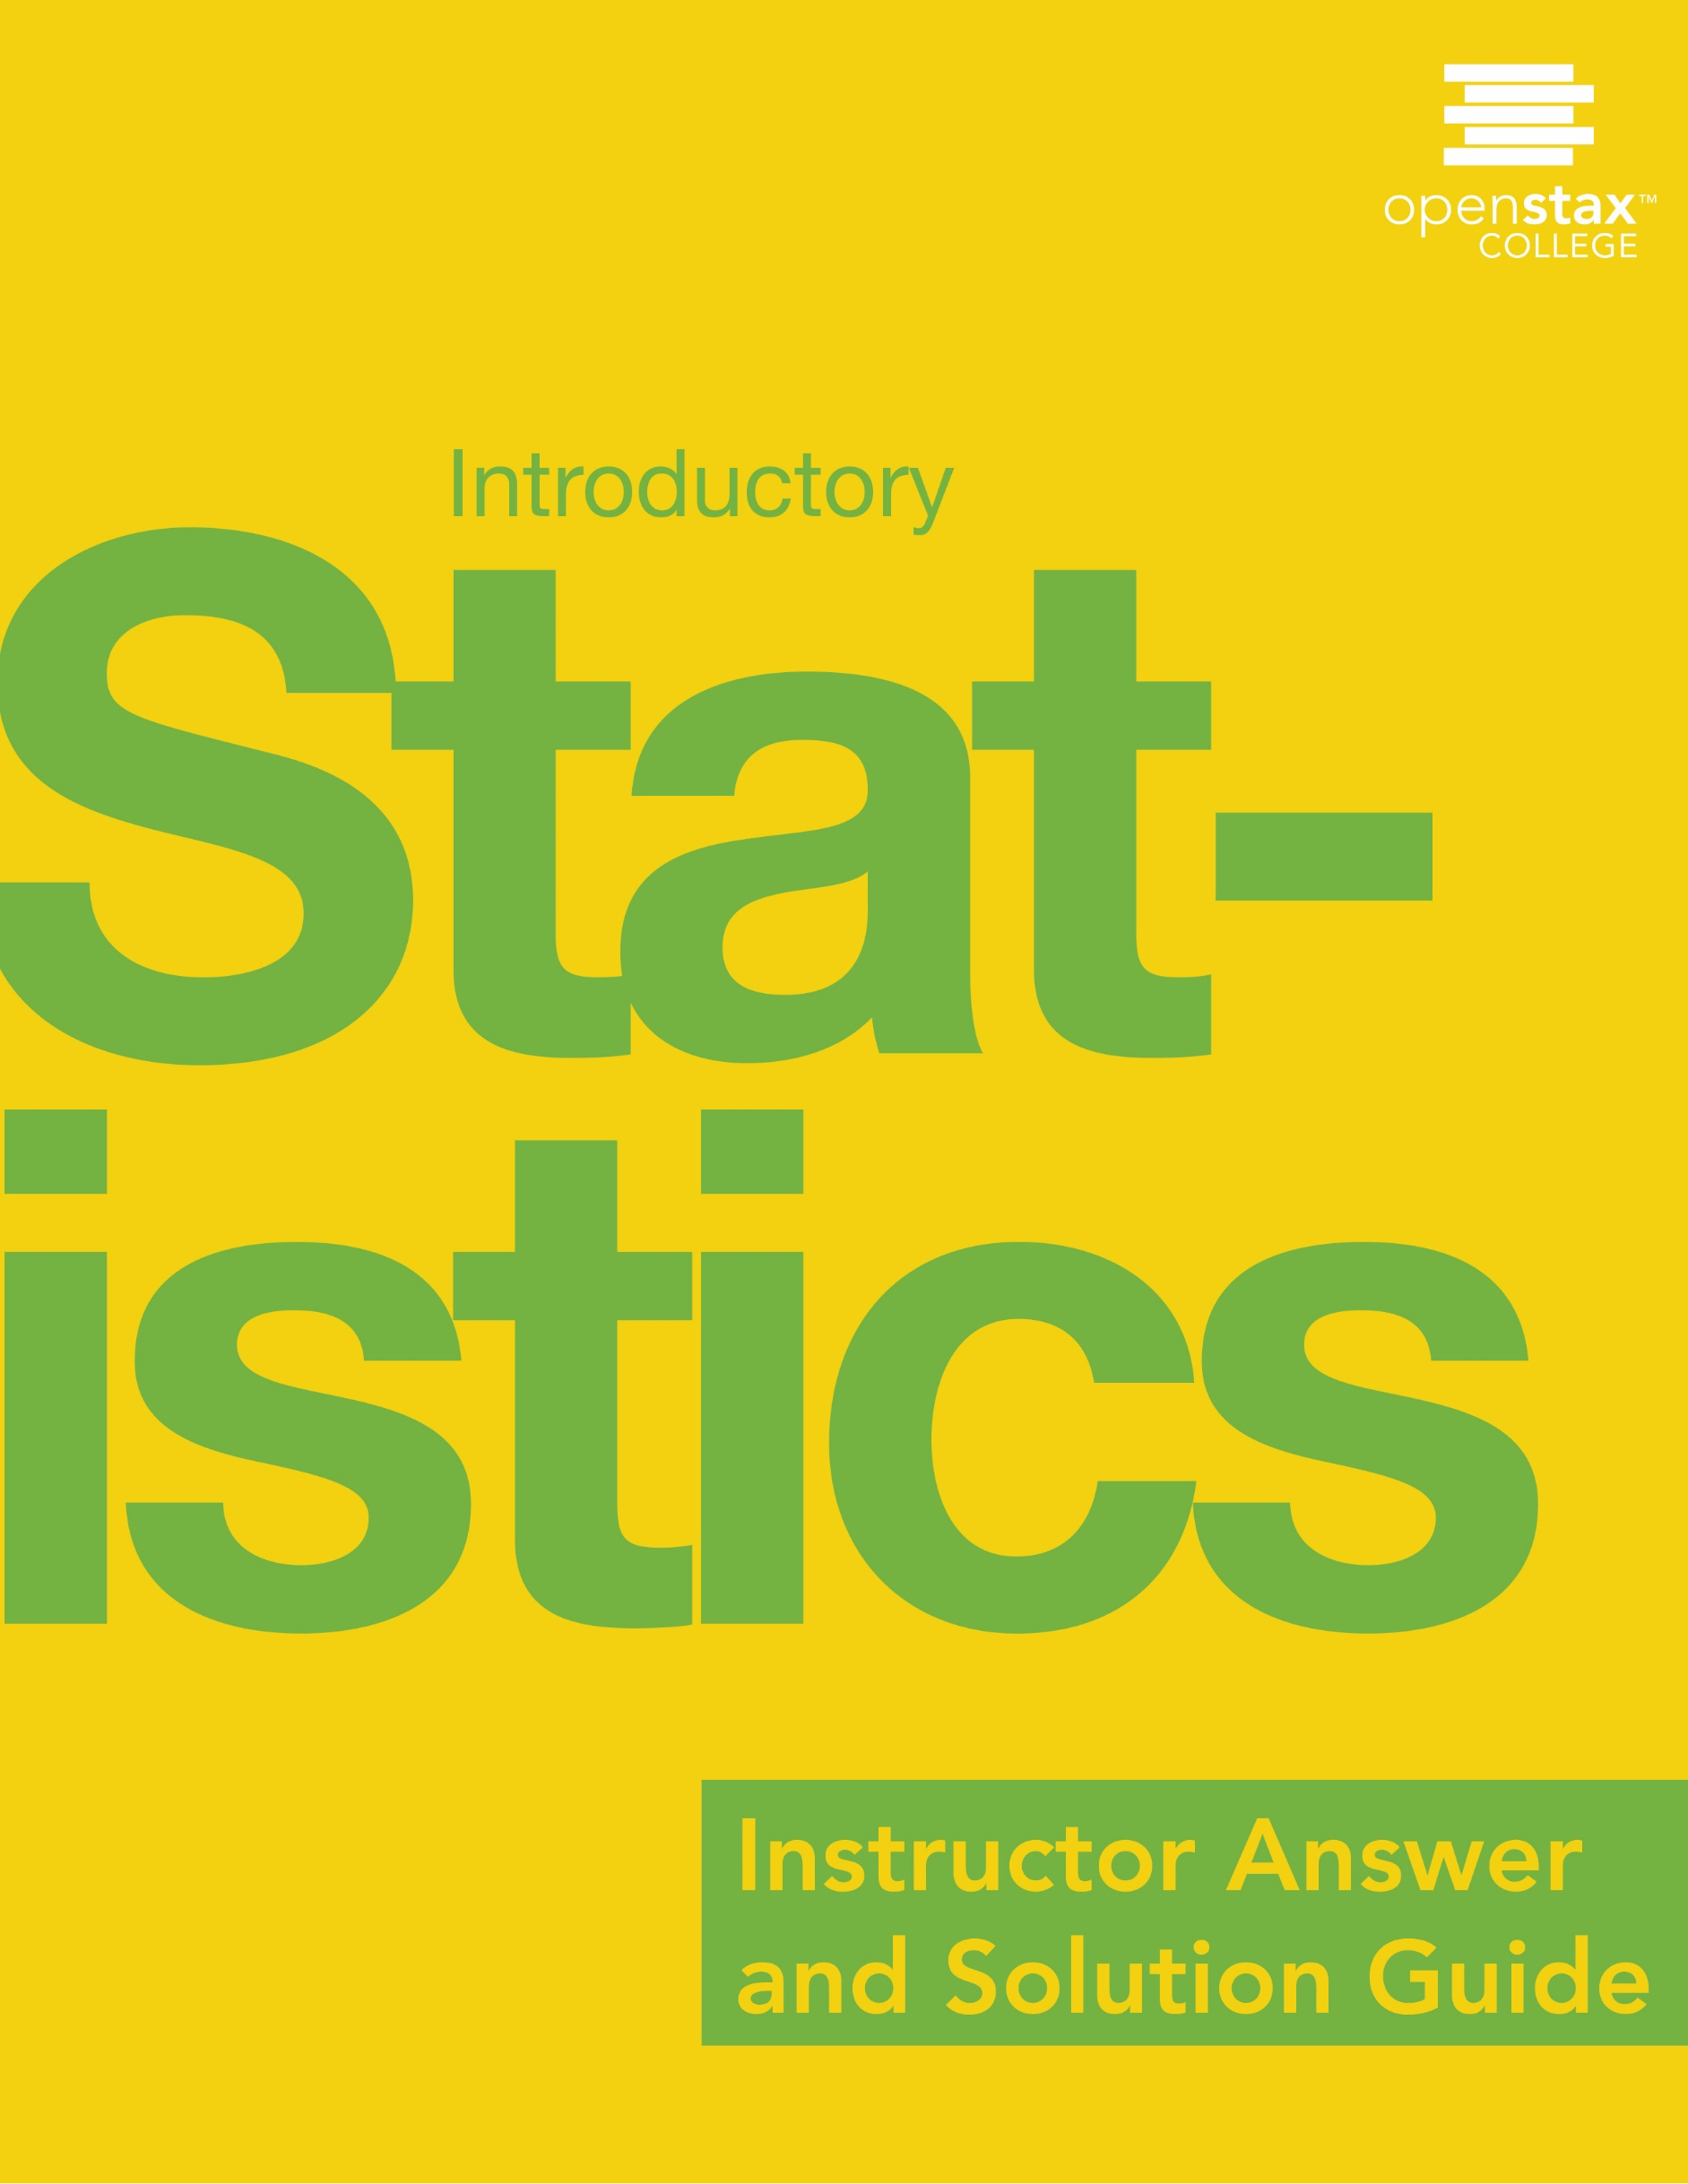 openstax™
COLLEGE
Introductory
Stat-
istics
Instructor Answer
and Solution Guide